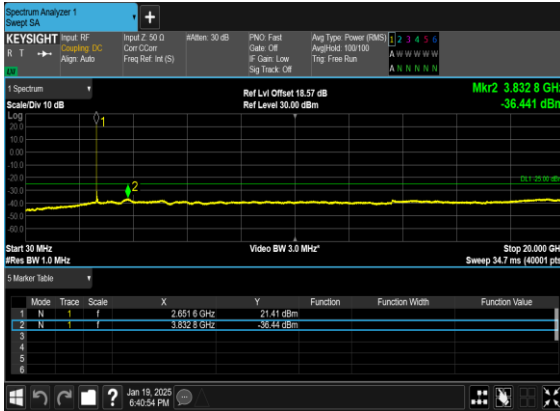 Spectrum Analyzer 1
Swept SA
+
KEYSIGHT
R T
Input: RF
Coupling: DC
Align: Auto
Input Z: 50 Ω
Corr CCorr
Freq Ref: Int (S)
#Atten: 30 dB
PNO: Fast
Gate: Off
IF Gain: Low
Sig Track: Off
Avg Type: Power (RMS)
Avg|Hold: 100/100
Trig: Free Run
1 2 3 4 5 6
A W W W W W
A N N N N N
1 Spectrum
Scale/Div 10 dB
Ref Lvl Offset 18.57 dB
Ref Level 30.00 dBm
Mkr2 3.832 8 GHz
-36.441 dBm
Log
20.0
10.0
0.00
-10.0
-20.0
-30.0
-40.0
-50.0
-60.0
1
2
DL1 -25.00 dBm
Start 30 MHz
#Res BW 1.0 MHz
Video BW 3.0 MHz*
Stop 20.000 GHz
Sweep 34.7 ms (40001 pts)
5 Marker Table
Mode Trace Scale X Y Function Function Width Function Value
1 N 1 f 2.651 6 GHz 21.41 dBm
2 N 1 f 3.832 8 GHz -36.44 dBm
3
4
5
6
?
Jan 19, 2025
6:40:54 PM